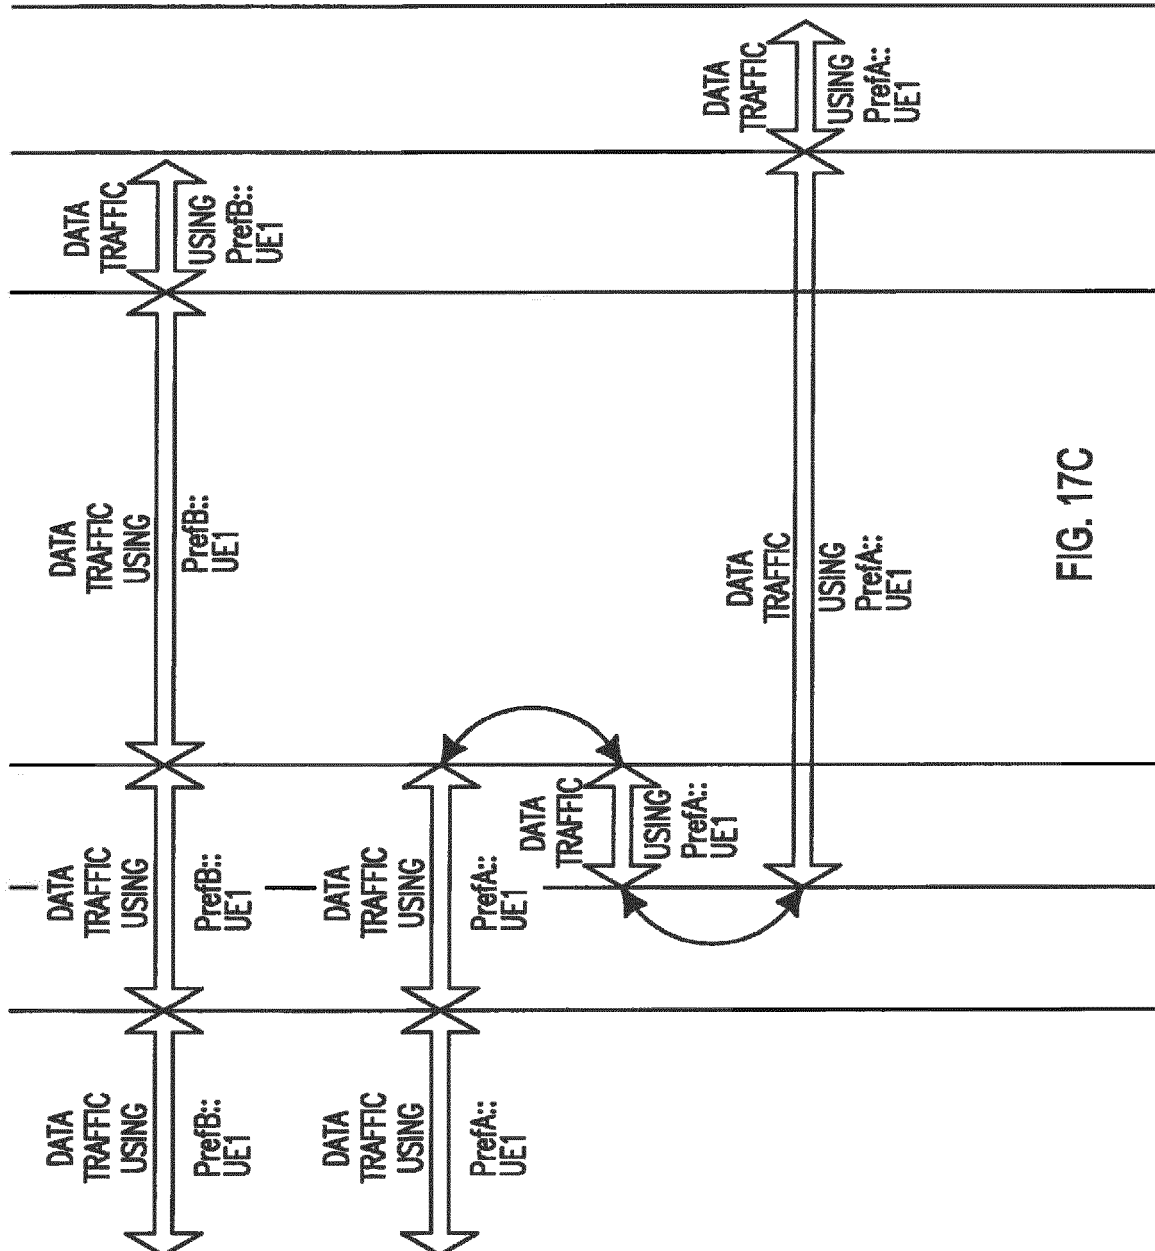 DATA
TRAFFIC
USING
PrefB::
UE1
DATA
TRAFFIC
USING
PrefB::
UE1
DATA
TRAFFIC
USING
PrefB::
UE1
DATA
TRAFFIC
USING
PrefB::
UE1
DATA
TRAFFIC
USING
PrefA::
UE1
DATA
TRAFFIC
USING
PrefA::
UE1
DATA
TRAFFIC
USING
PrefA::
UE1
DATA
TRAFFIC
USING
PrefA::
UE1
DATA
TRAFFIC
USING
PrefA::
UE1
FIG. 17C